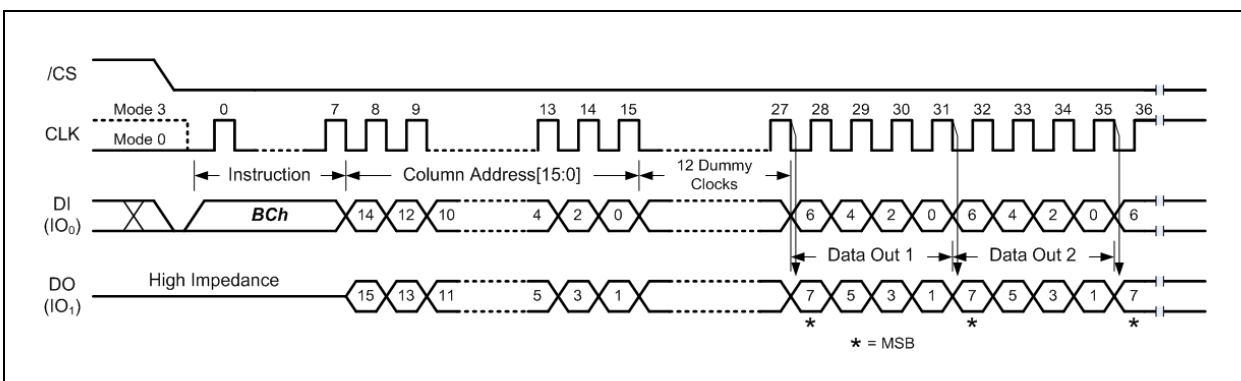 /CS
Mode 3 0 7 8 9 13 14 15 27 28 29 30 31 32 33 34 35 36
CLK
Mode 0
Instruction Column Address[15:0] 12 Dummy Clocks
DI (IO0) BCh 14 12 10 4 2 0 6 4 2 0 6 4 2 0 6
Data Out 1 Data Out 2
High Impedance
DO (IO1) 15 13 11 5 3 1 7 5 3 1 7 5 3 1 7
* * *
* = MSB